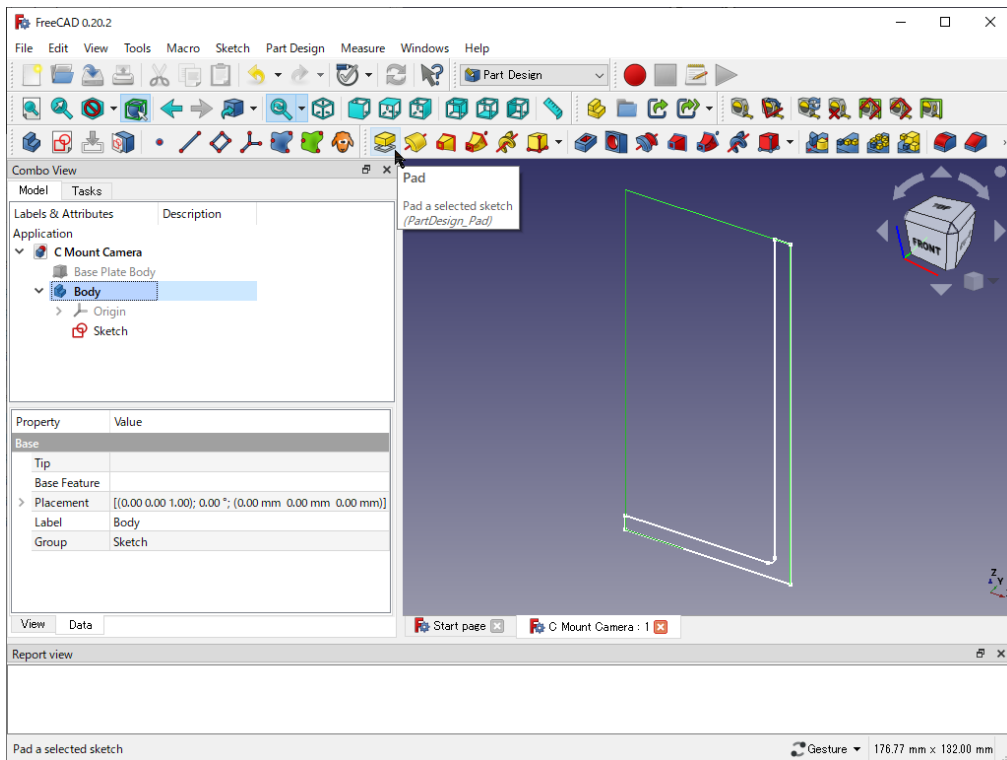 FreeCAD 0.20.2
File Edit View Tools Macro Sketch Part Design Measure Windows Help
Part Design
Combo View
Model Tasks
Labels & Attributes Description
Application
C Mount Camera
Base Plate Body
Body
Origin
Sketch
Pad
Pad a selected sketch
(PartDesign_Pad)
TOP
FRONT
Property Value
Base
Tip
Base Feature
Placement [(0.00 0.00 1.00); 0.00 °; (0.00 mm 0.00 mm 0.00 mm)]
Label Body
Group Sketch
Z
Y
View Data
Start page
C Mount Camera : 1
Report view
Pad a selected sketch
Gesture 176.77 mm x 132.00 mm